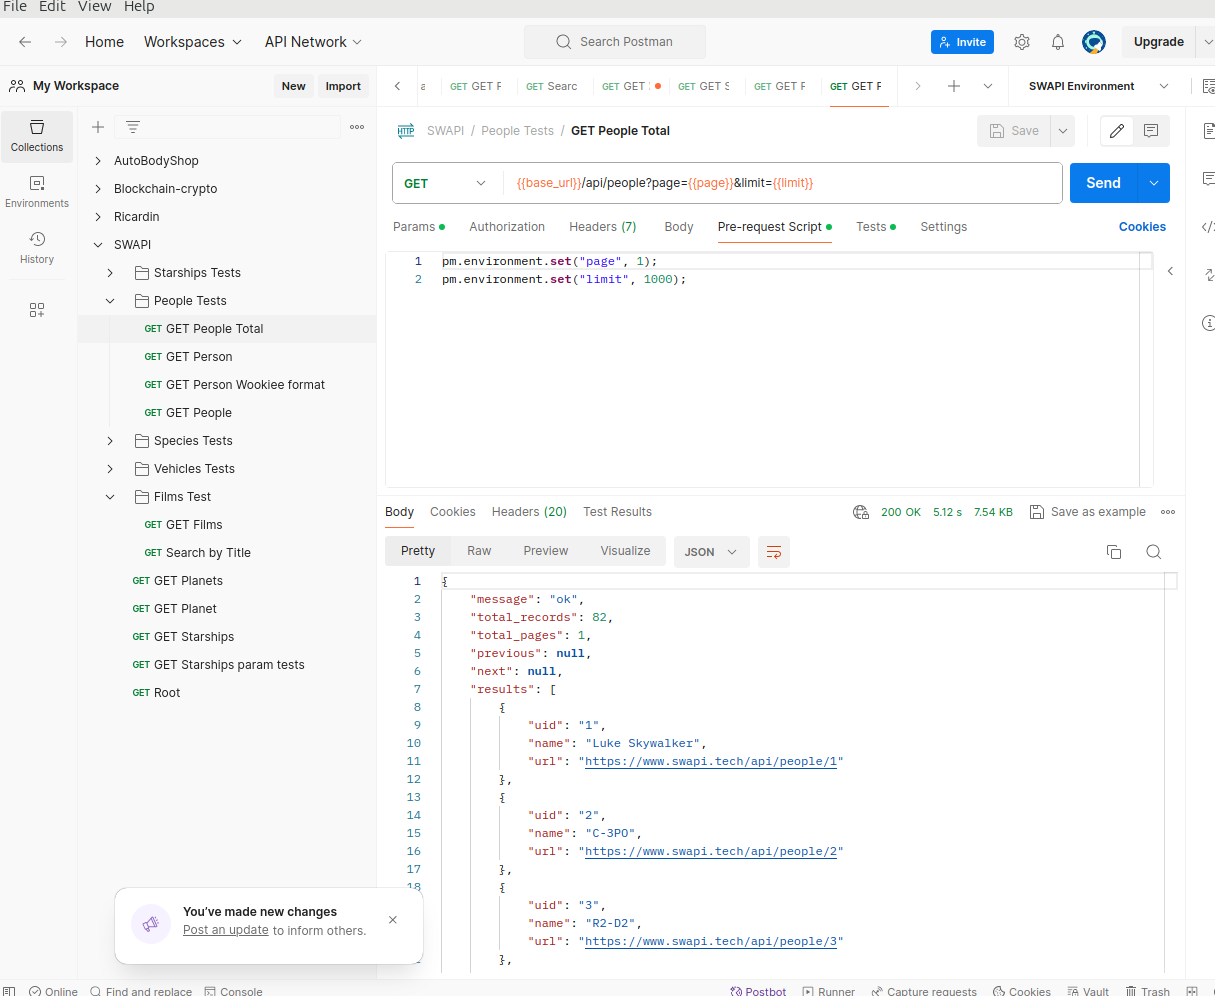 File Edit View Help
Home Workspaces API Network Search Postman Invite Upgrade
My Workspace New Import
a GET GET F GET Searc GET GET GET GET S GET GET F GET GET F SWAPI Environment
Collections
Environments
History
AutoBodyShop
Blockchain-crypto
Ricardin
SWAPI
Starships Tests
People Tests
GET GET People Total
GET GET Person
GET GET Person Wookiee format
GET GET People
Species Tests
Vehicles Tests
Films Test
GET GET Films
GET Search by Title
GET GET Planets
GET GET Planet
GET GET Starships
GET GET Starships param tests
GET Root
HTTP SWAPI / People Tests / GET People Total Save
GET {{base_url}}/api/people?page={{page}}&limit={{limit}} Send
Params Authorization Headers (7) Body Pre-request Script Tests Settings Cookies
1 pm.environment.set("page", 1);
2 pm.environment.set("limit", 1000);
Body Cookies Headers (20) Test Results 200 OK 5.12 s 7.54 KB Save as example
Pretty Raw Preview Visualize JSON
1 {
2 "message": "ok",
3 "total_records": 82,
4 "total_pages": 1,
5 "previous": null,
6 "next": null,
7 "results": [
8 {
9 "uid": "1",
10 "name": "Luke Skywalker",
11 "url": "https://www.swapi.tech/api/people/1"
12 },
13 {
14 "uid": "2",
15 "name": "C-3PO",
16 "url": "https://www.swapi.tech/api/people/2"
17 },
18 {
"uid": "3",
"name": "R2-D2",
"url": "https://www.swapi.tech/api/people/3"
},
You've made new changes
Post an update to inform others.
Online Find and replace Console Postbot Runner Capture requests Cookies Vault Trash